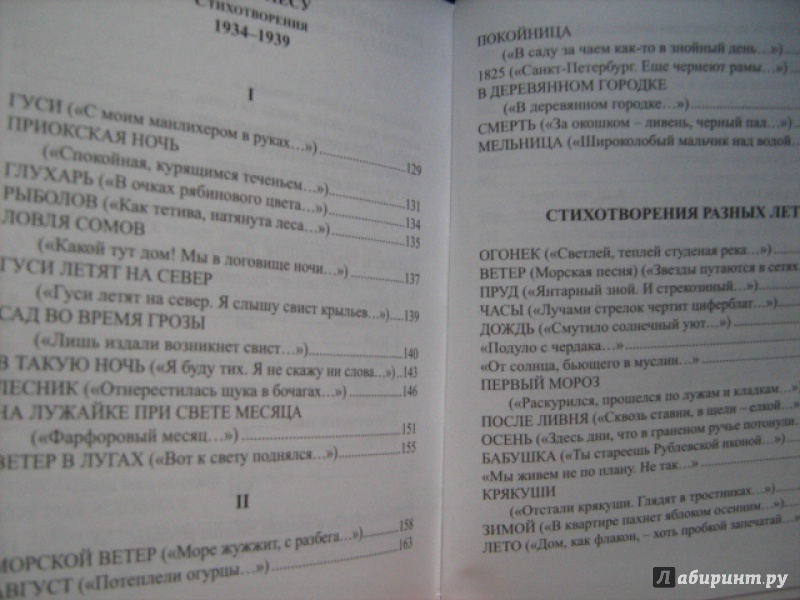 ЛЕСУ
СТИХОТВОРЕНИЯ
1934–1939
I
ГУСИ («С моим манлихером в руках…») 129
ПРИОКСКАЯ НОЧЬ
(«Спокойная, курящимся теченьем…») 131
ГЛУХАРЬ («В очках рябинового цвета…») 134
РЫБОЛОВ («Как тетива, натянута леса…») 135
ЛОВЛЯ СОМОВ
(«Какой тут дом! Мы в логовище ночи…») 137
ГУСИ ЛЕТЯТ НА СЕВЕР
(«Гуси летят на север. Я слышу свист крыльев…») 139
САД ВО ВРЕМЯ ГРОЗЫ
(«Лишь издали возникнет свист…») 140
В ТАКУЮ НОЧЬ («Я буду тих. Я не скажу ни слова…») 143
ЛЕСНИК («Отнерестилась щука в бочагах…») 146
НА ЛУЖАЙКЕ ПРИ СВЕТЕ МЕСЯЦА
(«Фарфоровый месяц…») 151
ВЕТЕР В ЛУГАХ («Вот к свету поднялся…») 155
II
МОРСКОЙ ВЕТЕР («Море жужжит, с разбега…») 158
АВГУСТ («Потеплели огурцы…») 163
ПОКОЙНИЦА
(«В саду за чаем как-то в знойный день…»)
1825 («Санкт-Петербург. Еще чернеют рамы…»)
В ДЕРЕВЯННОМ ГОРОДКЕ
(«В деревянном городке…»)
СМЕРТЬ («За окошком – ливень, черный пал…»)
МЕЛЬНИЦА («Широколобый мальчик над водой…»)
СТИХОТВОРЕНИЯ РАЗНЫХ ЛЕТ
ОГОНЕК («Светлей, теплей студеная река…»)
ВЕТЕР (Морская песня) («Звезды путаются в сетях
ПРУД («Янтарный зной. И стрекозиный…»)
ЧАСЫ («Лучами стрелок чертит циферблат…»)
ДОЖДЬ («Смутило солнечный уют…»)
«Подуло с чердака…»
«От солнца, бьющего в муслин…»
ПЕРВЫЙ МОРОЗ
(«Раскурился, прошелся по лужам и кладкам…»)
ПОСЛЕ ЛИВНЯ («Сквозь ставни, в щели – елкой…»)
ОСЕНЬ («Здесь дни, что в граненом ручье потонули…
БАБУШКА («Ты стареешь Рублевской иконой…»)
«Мы живем не по плану. Не так…»
КРЯКУШИ
(«Отстали крякуши. Глядят в тростниках…»)
ЗИМОЙ («В квартире пахнет яблоком осенним…»)
ЛЕТО («Дом, как флакон, – хоть пробкой запечатай…»)
Лабиринт.ру